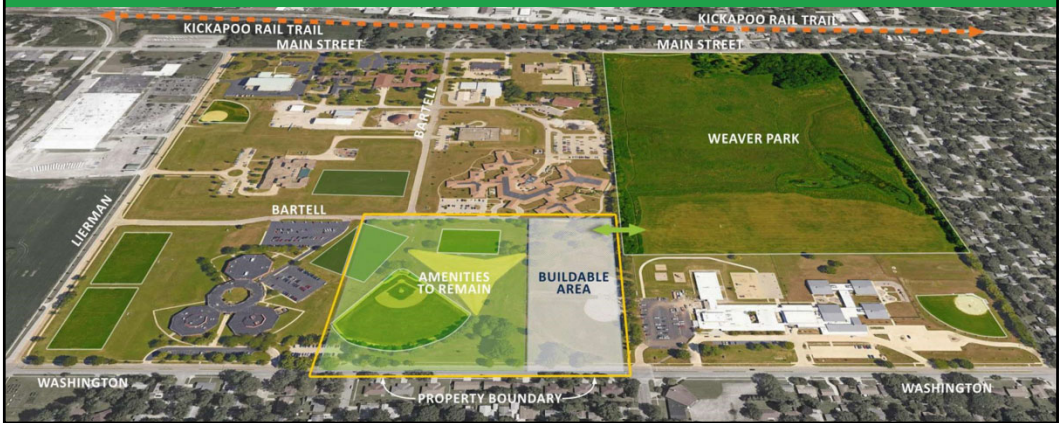 KICKAPOO RAIL TRAIL
KICKAPOO RAIL TRAIL
MAIN STREET
MAIN STREET
BARTELL
WEAVER PARK
LIERMAN
BARTELL
AMENITIES
TO REMAIN
BUILDABLE
AREA
WASHINGTON
WASHINGTON
PROPERTY BOUNDARY